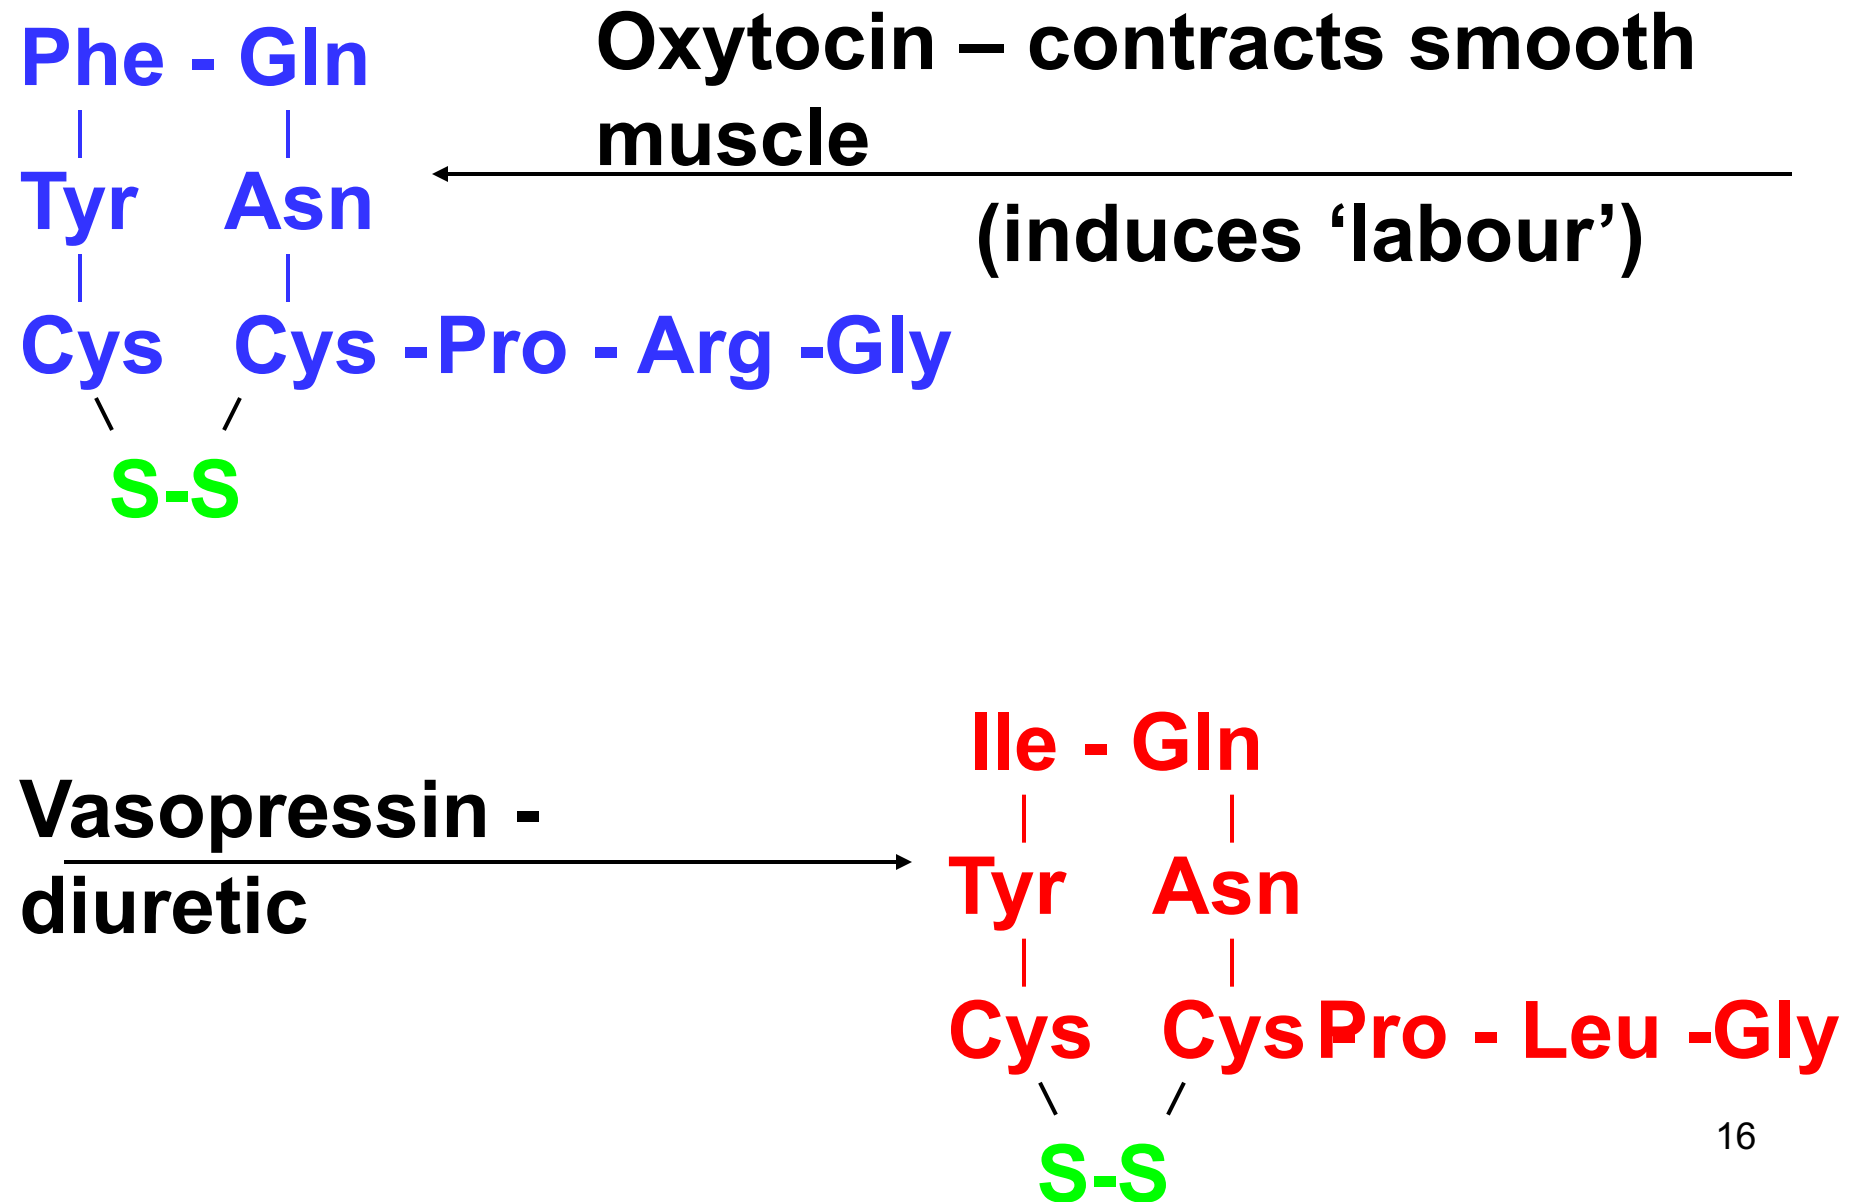 Phe - Gln
Oxytocin – contracts smooth
muscle
Tyr Asn
(induces ‘labour’)
Cys Cys - Pro - Arg -Gly
S-S
Ile - Gln
Vasopressin -
Tyr Asn
diuretic
Cys Cys - Pro - Leu -Gly
16
S-S